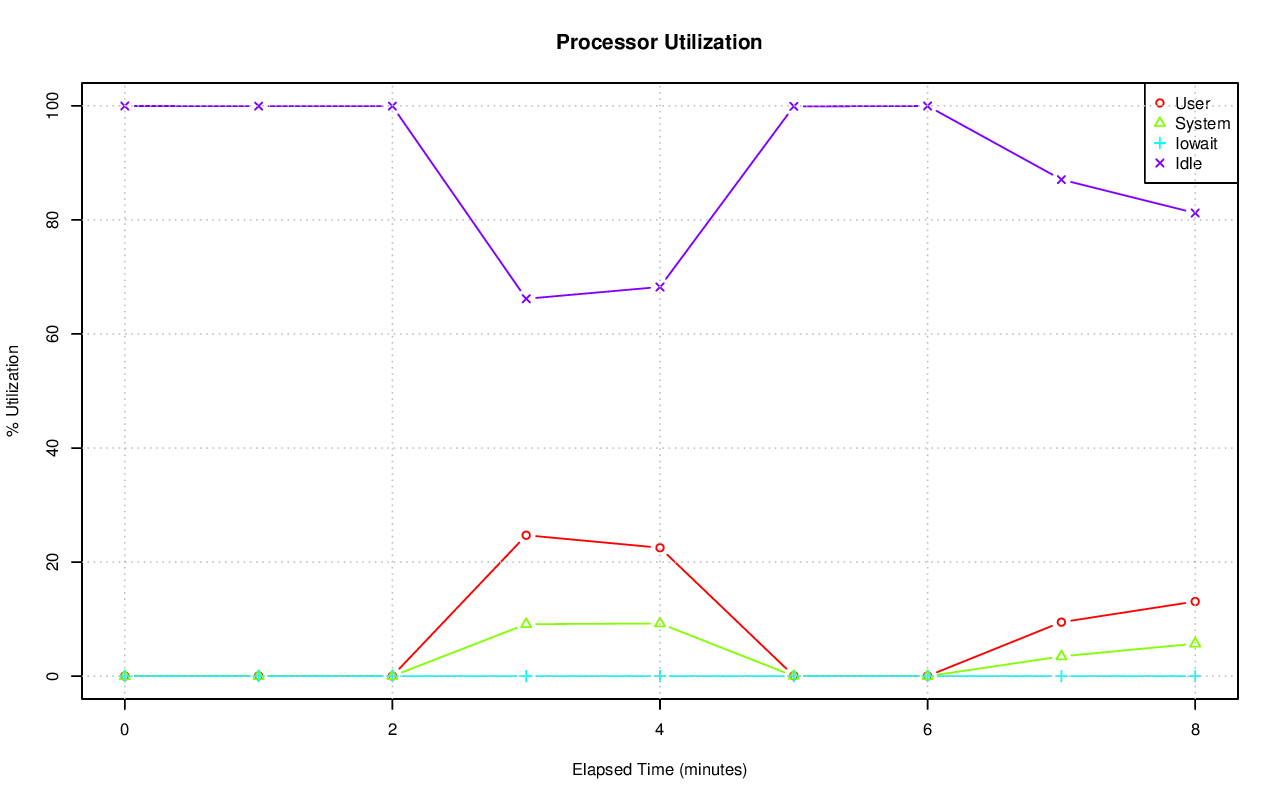 Processor Utilization
User
System
Iowait
Idle
100
80
60
40
20
0
% Utilization
0 2 4 6 8
Elapsed Time (minutes)